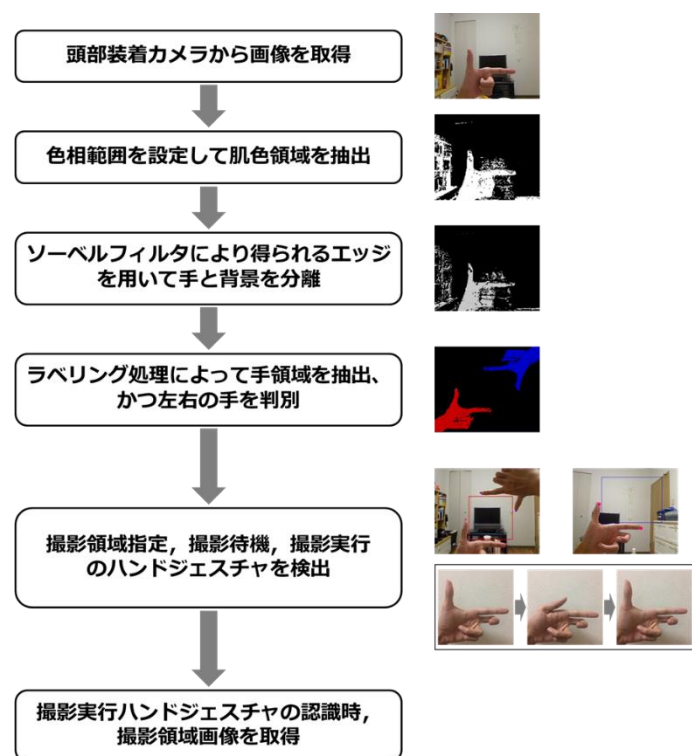 頭部装着カメラから画像を取得
色相範囲を設定して肌色領域を抽出
ソーベルフィルタにより得られるエッジ
を用いて手と背景を分離
ラベリング処理によって手領域を抽出、
かつ左右の手を判別
撮影領域指定，撮影待機，撮影実行
のハンドジェスチャを検出
撮影実行ハンドジェスチャの認識時，
撮影領域画像を取得